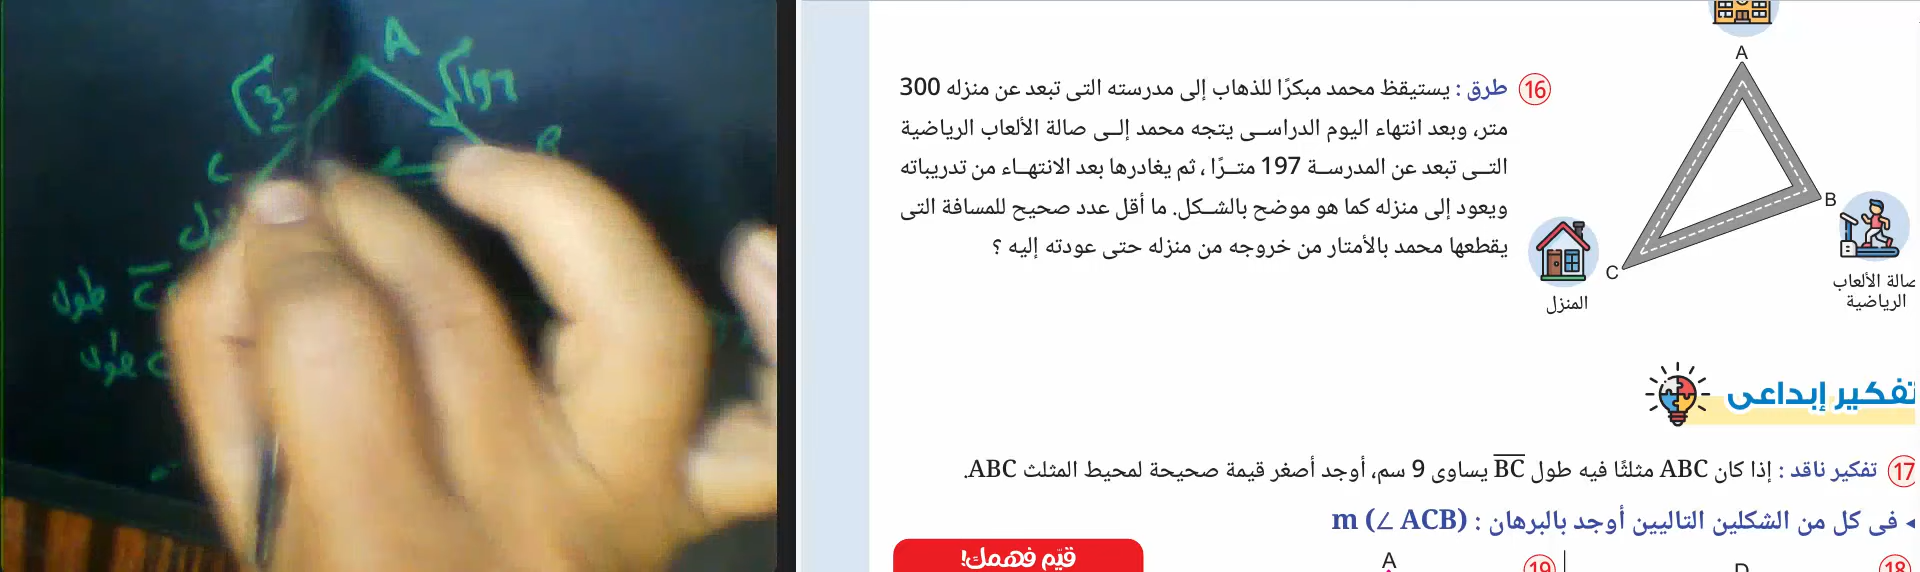 A
B
C
A
B
C
صالة الألعاب
الرياضية
المنزل
16 طرق : يستيقظ محمد مبكرًا للذهاب إلى مدرسته التى تبعد عن منزله 300
متر، وبعد انتهاء اليوم الدراسى يتجه محمد إلى صالة الألعاب الرياضية
التى تبعد عن المدرسة 197 مترًا ، ثم يغادرها بعد الانتهاء من تدريباته
ويعود إلى منزله كما هو موضح بالشكل. ما أقل عدد صحيح للمسافة التى
يقطعها محمد بالأمتار من خروجه من منزله حتى عودته إليه ؟
تفكير إبداعى
17 تفكير ناقد : إذا كان ABC مثلثًا فيه طول BC يساوى 9 سم، أوجد أصغر قيمة صحيحة لمحيط المثلث ABC.
فى كل من الشكلين التاليين أوجد بالبرهان : m (∠ ACB)
قيّم فهمك!
18
D
19
A
197
طول
طول